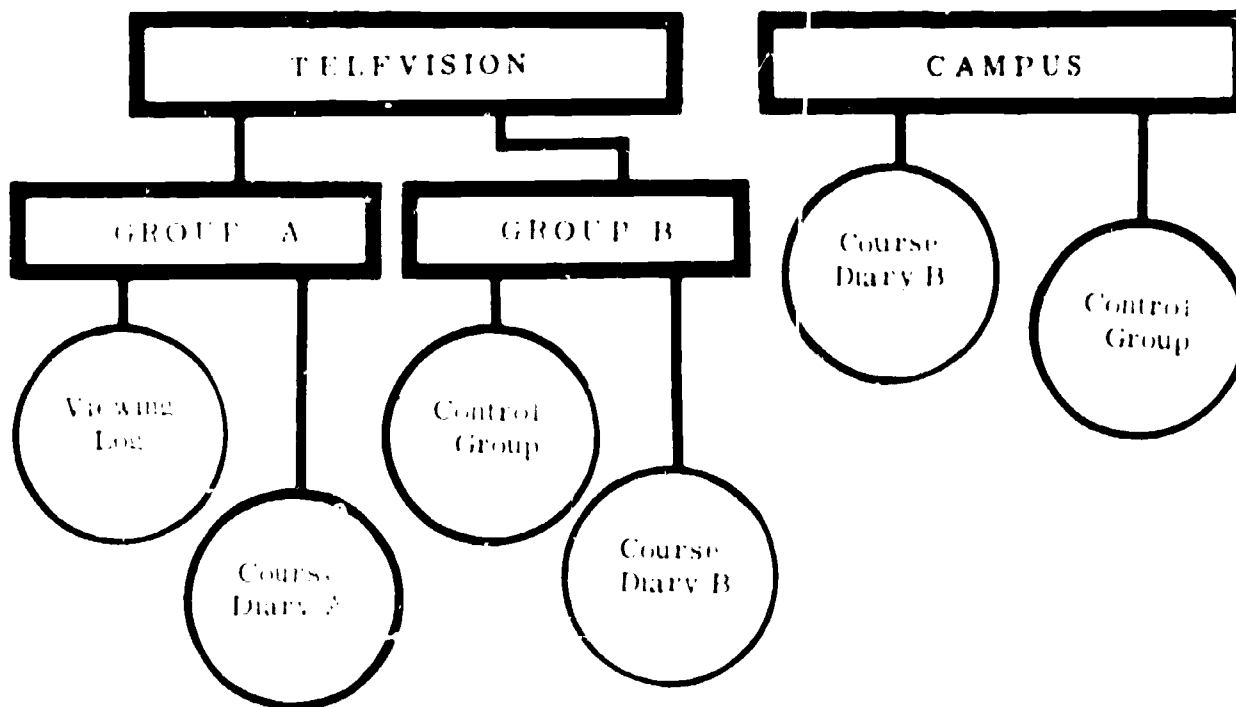 TELEVISION
CAMPUS
GROUP A
GROUP B
Course
Diary B
Control
Group
Viewing
Log
Control
Group
Course
Diary B
Course
Diary A